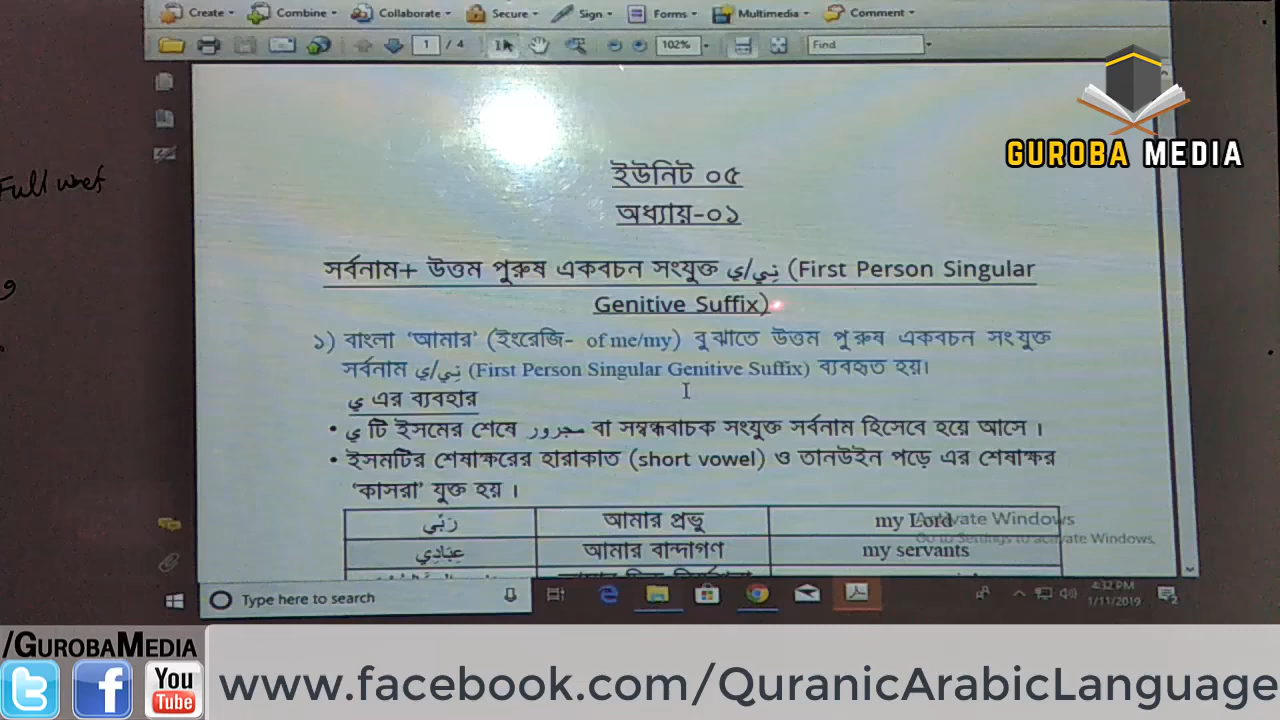 Create Combine Collaborate Secure Sign Forms Multimedia Comment
1 / 4 102% Find
GUROBA MEDIA
Full
ইউনিট ০৫
অধ্যায়-০১
সর্বনাম+ উত্তম পুরুষ একবচন সংযুক্ত نِي/ي (First Person Singular
Genitive Suffix)
১) বাংলা ‘আমার’ (ইংরেজি- of me/my) বুঝাতে উত্তম পুরুষ একবচন সংযুক্ত
সর্বনাম نِي/ي (First Person Singular Genitive Suffix) ব্যবহৃত হয়।
ي এর ব্যবহার
• ي টি ইসমের শেষে مجرور বা সম্বন্ধবাচক সংযুক্ত সর্বনাম হিসেবে হয়ে আসে ।
• ইসমটির শেষাক্ষরের হারাকাত (short vowel) ও তানউইন পড়ে এর শেষাক্ষর
‘কাসরা’ যুক্ত হয় ।
رَبِّي আমার প্রভু my Lord
عِبَادِي আমার বান্দাগণ my servants
Activate Windows
Go to Settings to activate Windows.
Type here to search
4:32 PM
1/11/2019
/GUROBAMEDIA
You Tube
www.facebook.com/QuranicArabicLanguage